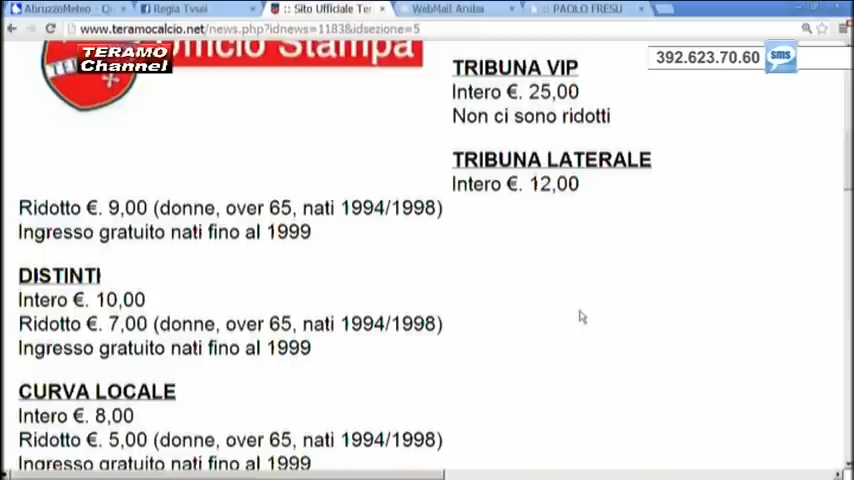 AbruzzoMeteo - Q
Regia Tvsei
:: Sito Ufficiale Ter
WebMail Aruba
:: PAOLO FRESU ::
www.teramocalcio.net/news.php?idnews=1183&idsezione=5
TERAMO
Channel
Ufficio Stampa
392.623.70.60
sms
TRIBUNA VIP
Intero €. 25,00
Non ci sono ridotti
TRIBUNA LATERALE
Intero €. 12,00
Ridotto €. 9,00 (donne, over 65, nati 1994/1998)
Ingresso gratuito nati fino al 1999
DISTINTI
Intero €. 10,00
Ridotto €. 7,00 (donne, over 65, nati 1994/1998)
Ingresso gratuito nati fino al 1999
CURVA LOCALE
Intero €. 8,00
Ridotto €. 5,00 (donne, over 65, nati 1994/1998)
Ingresso gratuito nati fino al 1999